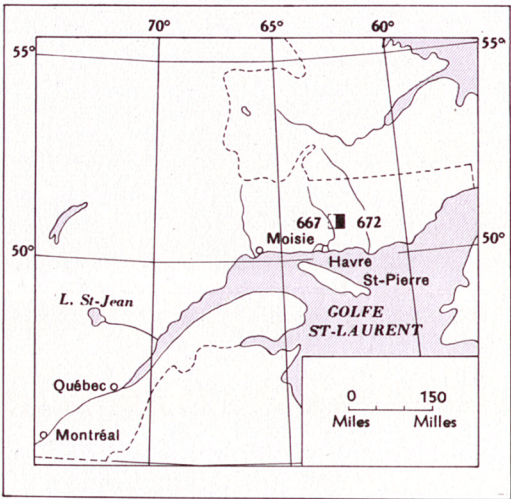 70° 65° 60°
55° 55°
667 672
Moisie
50° 50°
Havre
St-Pierre
L. St-Jean
GOLFE
ST-LAURENT
Québec
0 150
Miles Milles
Montréal